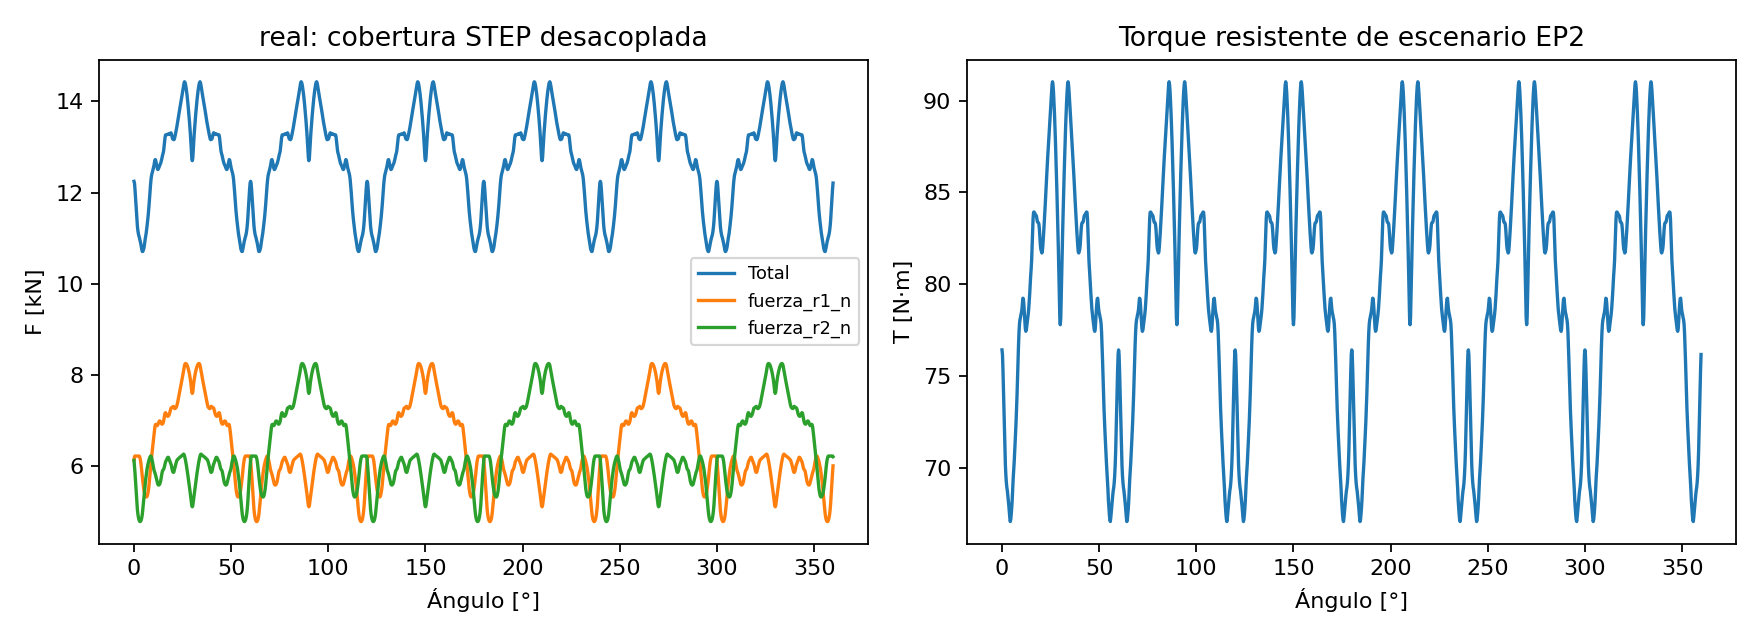 real: cobertura STEP desacoplada
F [kN]
14
12
10
8
6
Total
fuerza_r1_n
fuerza_r2_n
0 50 100 150 200 250 300 350
Ángulo [°]
Torque resistente de escenario EP2
T [N·m]
90
85
80
75
70
0 50 100 150 200 250 300 350
Ángulo [°]